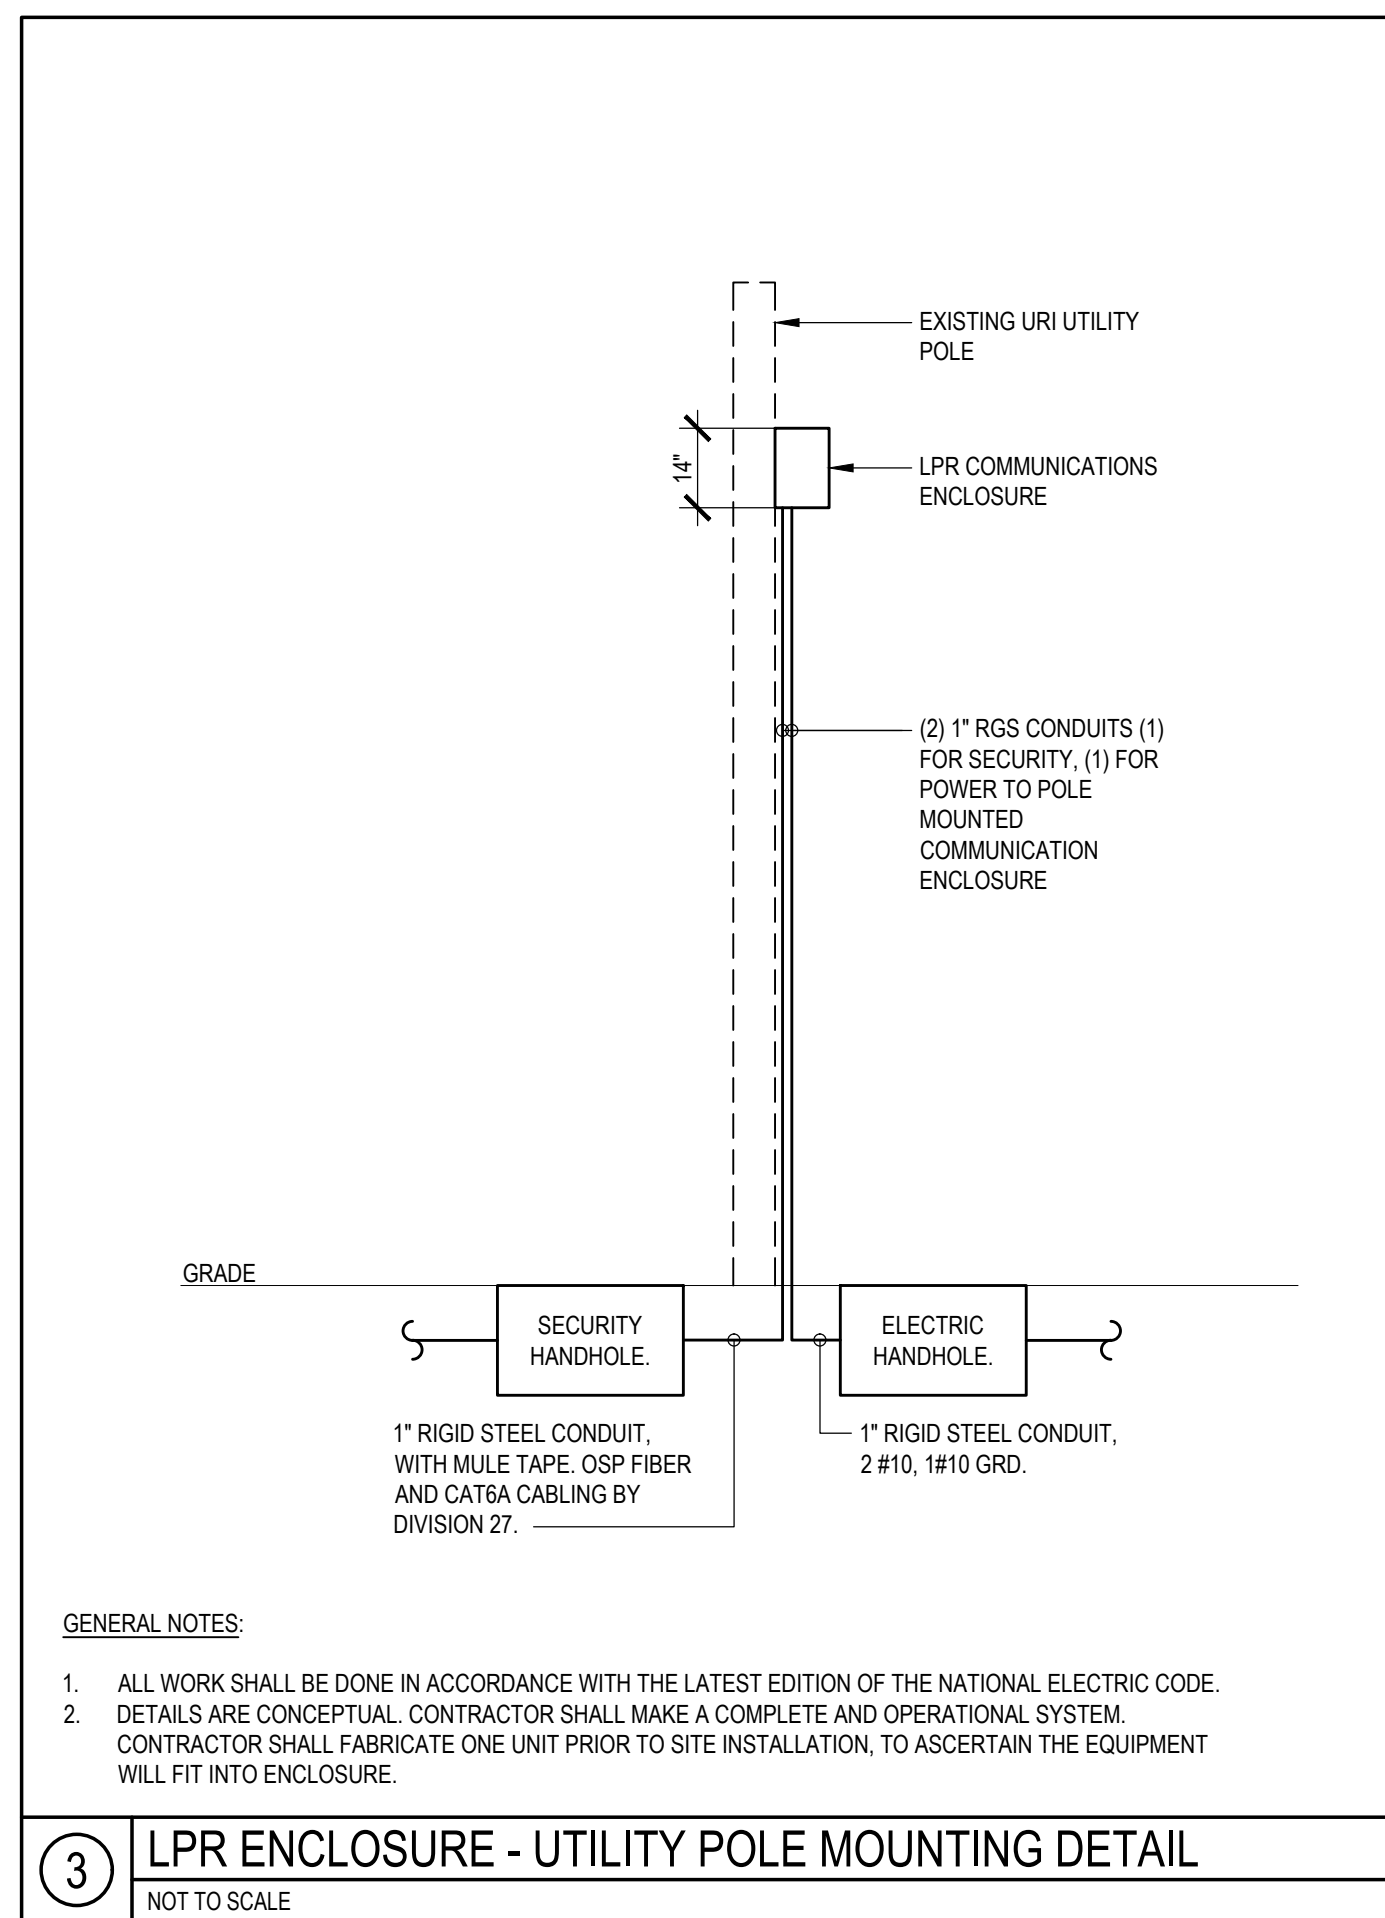 EXISTING URI UTILITY
POLE
14"
LPR COMMUNICATIONS
ENCLOSURE
(2) 1" RGS CONDUITS (1)
FOR SECURITY, (1) FOR
POWER TO POLE
MOUNTED
COMMUNICATION
ENCLOSURE
GRADE
SECURITY
HANDHOLE.
ELECTRIC
HANDHOLE.
1" RIGID STEEL CONDUIT,
WITH MULE TAPE. OSP FIBER
AND CAT6A CABLING BY
DIVISION 27.
1" RIGID STEEL CONDUIT,
2 #10, 1#10 GRD.
GENERAL NOTES:
1. ALL WORK SHALL BE DONE IN ACCORDANCE WITH THE LATEST EDITION OF THE NATIONAL ELECTRIC CODE.
2. DETAILS ARE CONCEPTUAL. CONTRACTOR SHALL MAKE A COMPLETE AND OPERATIONAL SYSTEM.
CONTRACTOR SHALL FABRICATE ONE UNIT PRIOR TO SITE INSTALLATION, TO ASCERTAIN THE EQUIPMENT
WILL FIT INTO ENCLOSURE.
3 LPR ENCLOSURE - UTILITY POLE MOUNTING DETAIL
NOT TO SCALE